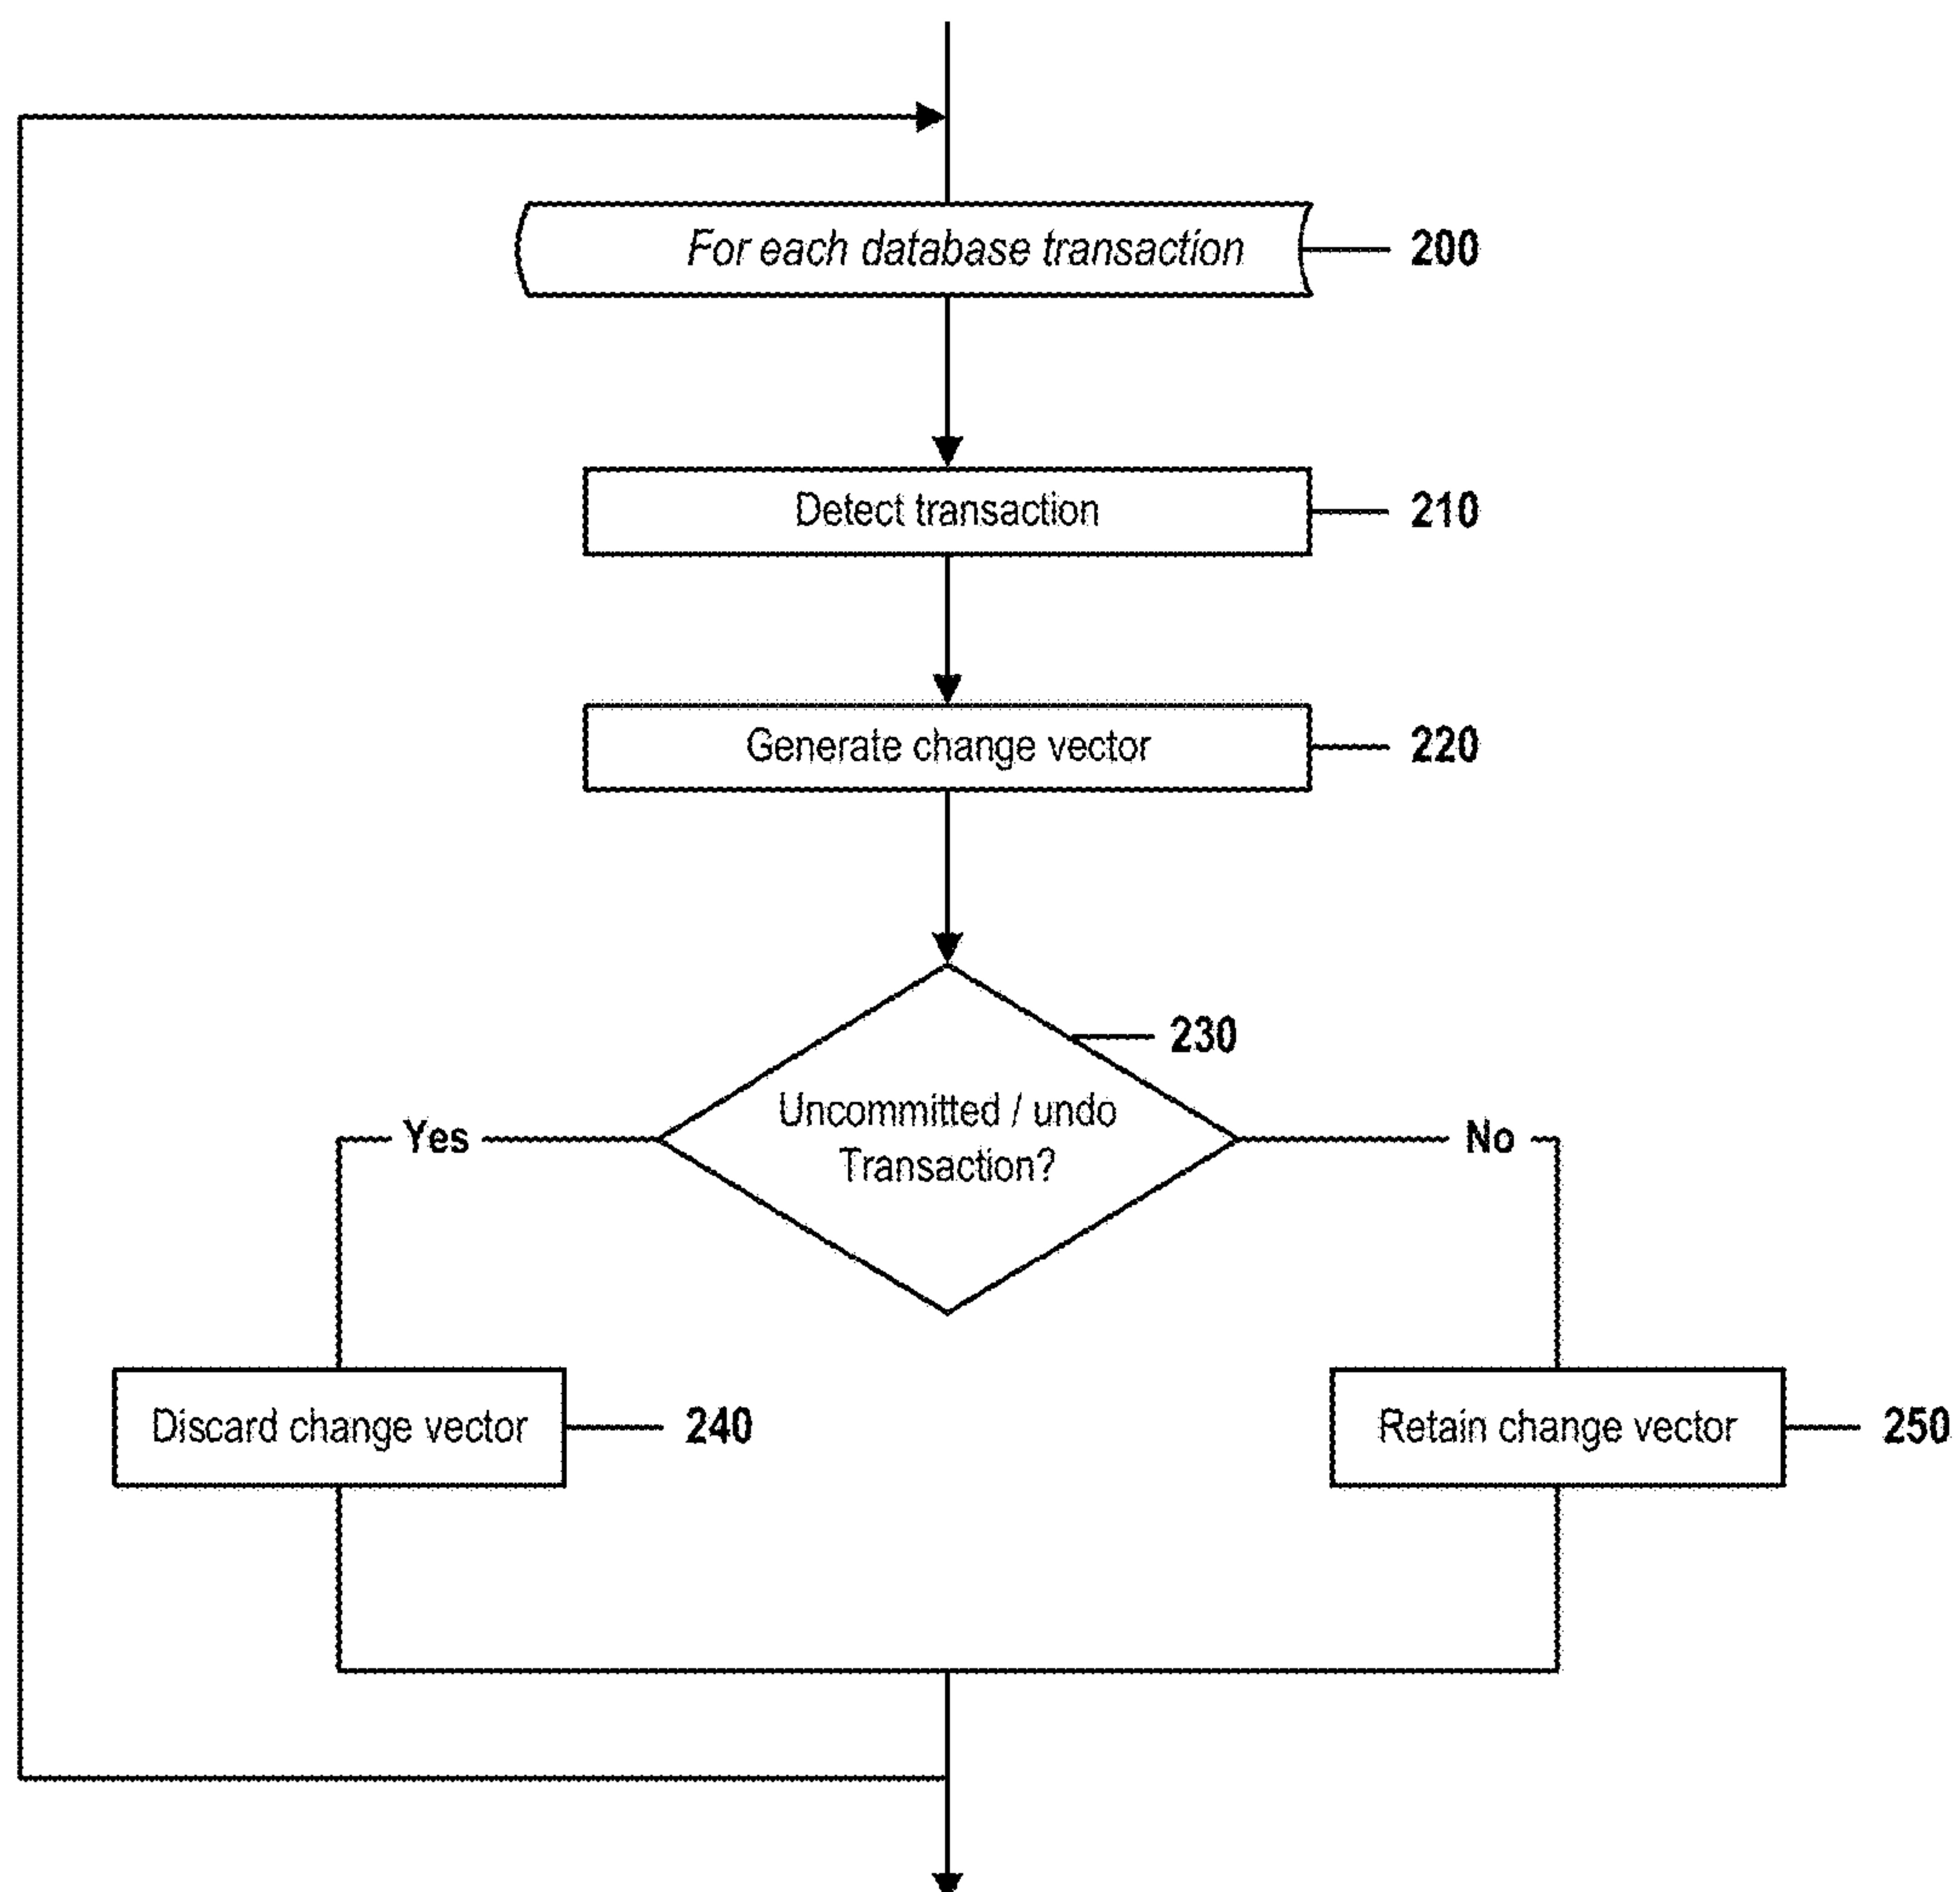 For each database transaction
200
Detect transaction
210
Generate change vector
220
230
Uncommitted / undo
Transaction?
Yes
No
Discard change vector
240
Retain change vector
250